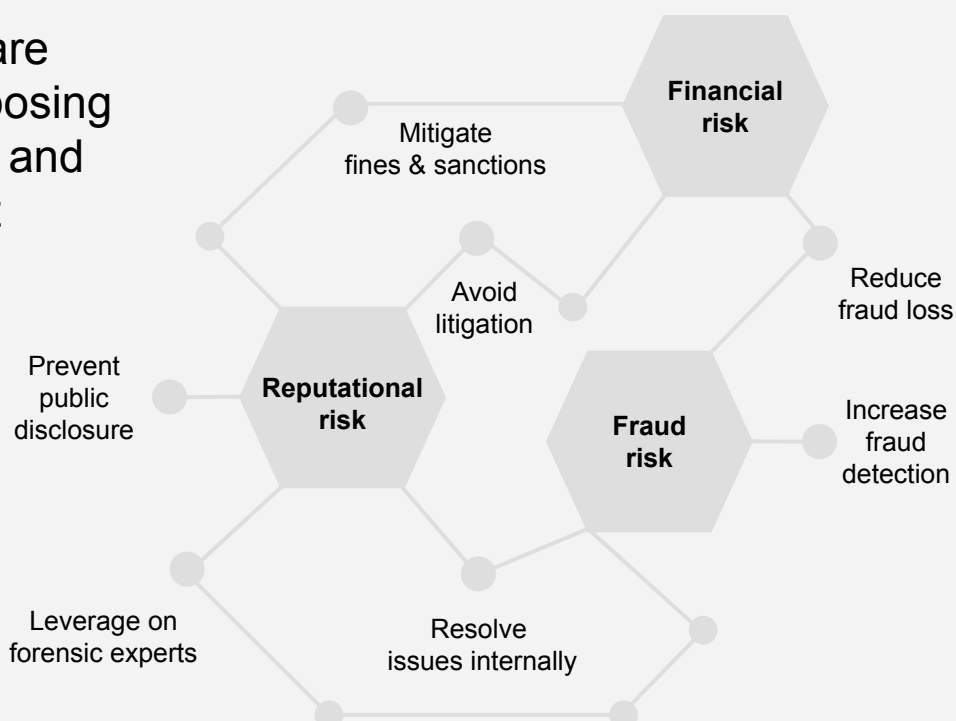 are
and
Financial
risk
Mitigate
fines & sanctions
Avoid
litigation
Reduce
fraud loss
Prevent
public
disclosure
Reputational
risk
Fraud
risk
Increase
fraud
detection
Leverage on
forensic experts
Resolve
issues internally